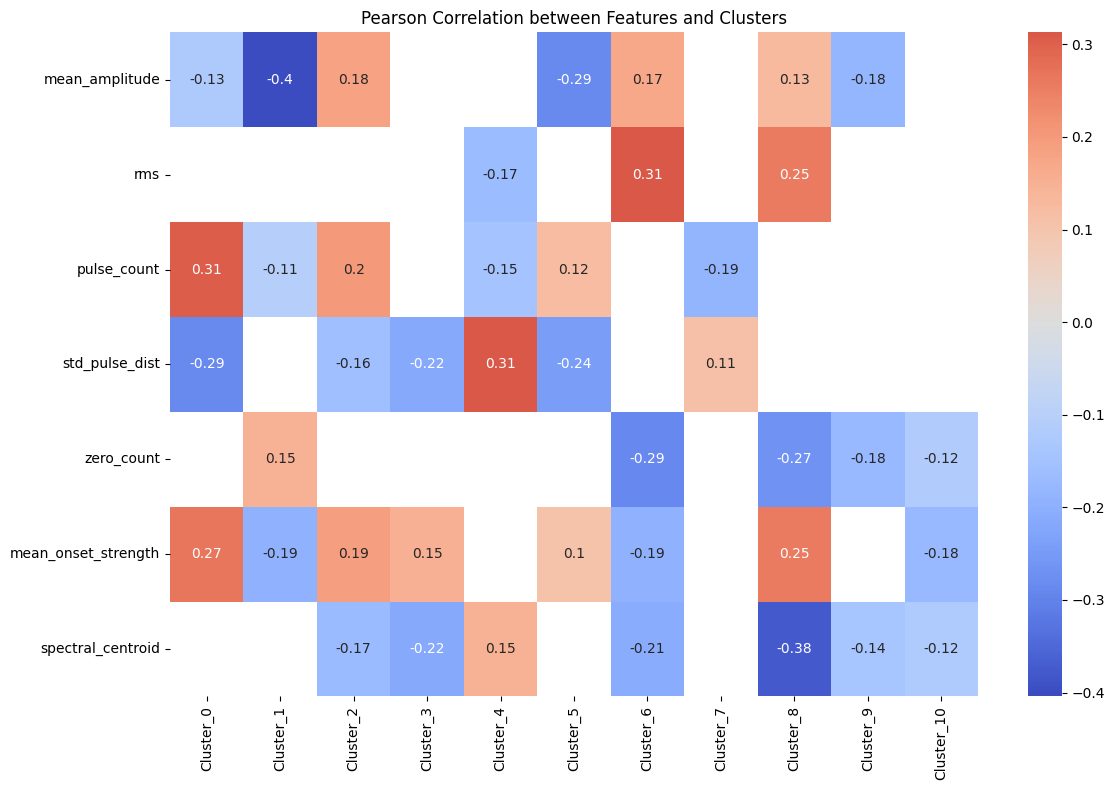 Pearson Correlation between Features and Clusters
mean_amplitude -0.13 -0.4 0.18 -0.29 0.17 0.13 -0.18
rms -0.17 0.31 0.25
pulse_count 0.31 -0.11 0.2 -0.15 0.12 -0.19
std_pulse_dist -0.29 -0.16 -0.22 0.31 -0.24 0.11
zero_count 0.15 -0.29 -0.27 -0.18 -0.12
mean_onset_strength 0.27 -0.19 0.19 0.15 0.1 -0.19 0.25 -0.18
spectral_centroid -0.17 -0.22 0.15 -0.21 -0.38 -0.14 -0.12
Cluster_0
Cluster_1
Cluster_2
Cluster_3
Cluster_4
Cluster_5
Cluster_6
Cluster_7
Cluster_8
Cluster_9
Cluster_10
0.3
0.2
0.1
0.0
−0.1
−0.2
−0.3
−0.4